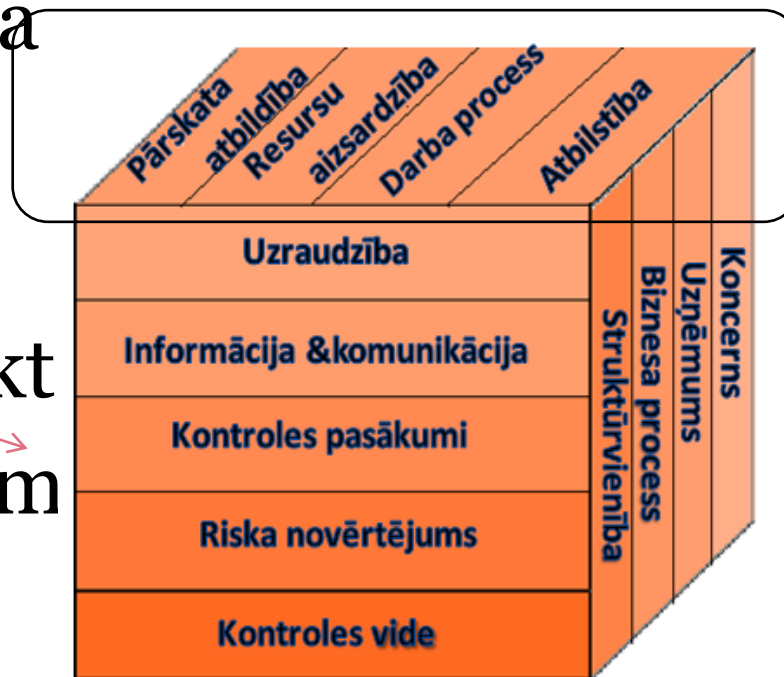 a
Pārskata
atbildība
Resursu
aizsardzība
Darba process
Atbilstība
Uzraudzība
Informācija &komunikācija
kt
Kontroles pasākumi
m
Riska novērtējums
Kontroles vide
Struktūrvienība
Biznesa process
Uzņēmums
Koncerns